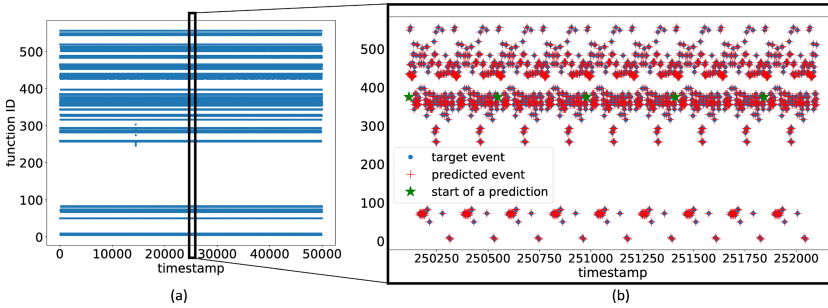 (a)
500
400
300
200
100
0
function ID
0 10000 20000 30000 40000 50000
timestamp
(a)
(b)
500
400
300
200
100
0
target event
predicted event
start of a prediction
250250 250500 250750 251000 251250 251500 251750 252000
timestamp
(b)